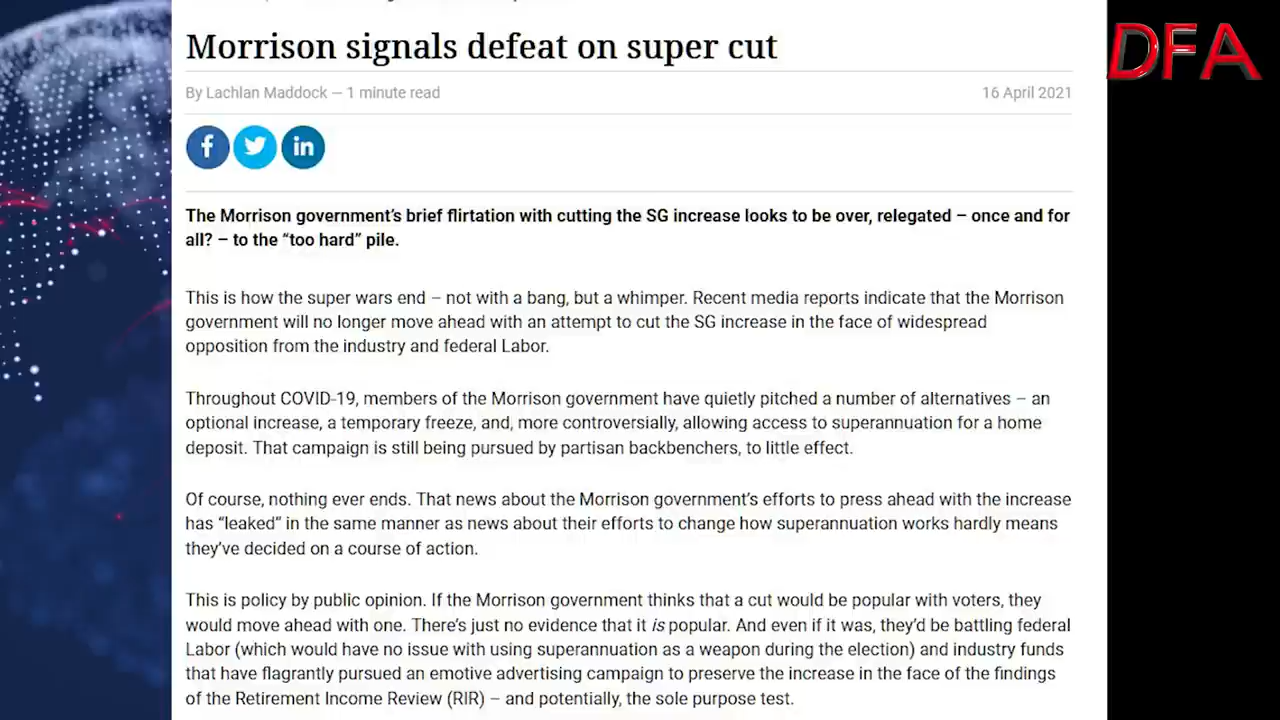 DFA
Morrison signals defeat on super cut
By Lachlan Maddock — 1 minute read
16 April 2021
The Morrison government's brief flirtation with cutting the SG increase looks to be over, relegated – once and for
all? – to the “too hard” pile.
This is how the super wars end – not with a bang, but a whimper. Recent media reports indicate that the Morrison
government will no longer move ahead with an attempt to cut the SG increase in the face of widespread
opposition from the industry and federal Labor.
Throughout COVID-19, members of the Morrison government have quietly pitched a number of alternatives – an
optional increase, a temporary freeze, and, more controversially, allowing access to superannuation for a home
deposit. That campaign is still being pursued by partisan backbenchers, to little effect.
Of course, nothing ever ends. That news about the Morrison government's efforts to press ahead with the increase
has “leaked” in the same manner as news about their efforts to change how superannuation works hardly means
they've decided on a course of action.
This is policy by public opinion. If the Morrison government thinks that a cut would be popular with voters, they
would move ahead with one. There's just no evidence that it is popular. And even if it was, they'd be battling federal
Labor (which would have no issue with using superannuation as a weapon during the election) and industry funds
that have flagrantly pursued an emotive advertising campaign to preserve the increase in the face of the findings
of the Retirement Income Review (RIR) – and potentially, the sole purpose test.